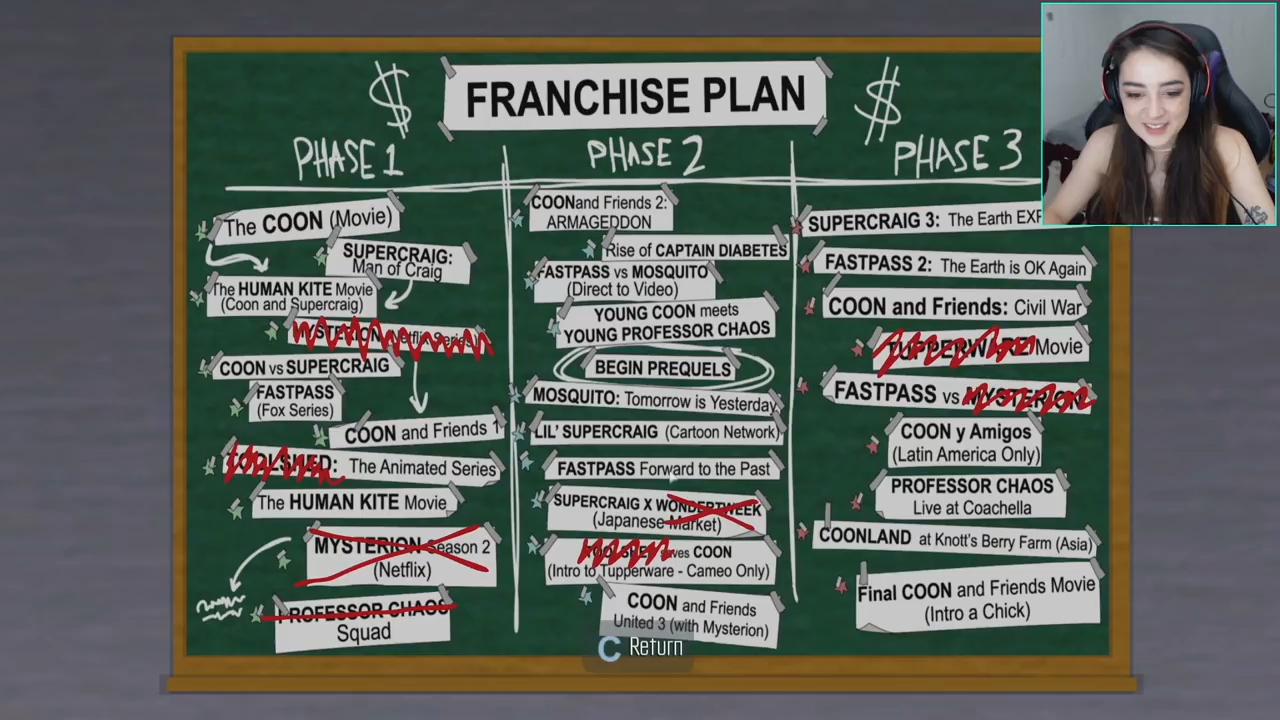 $ FRANCHISE PLAN $
PHASE 1
The COON (Movie)
SUPERCRAIG:
Man of Craig
The HUMAN KITE Movie
(Coon and Supercraig)
COON vs SUPERCRAIG
FASTPASS
(Fox Series)
COON and Friends 1
The Animated Series
The HUMAN KITE Movie
MYSTERION Season 2
(Netflix)
PROFESSOR CHAOS
Squad
PHASE 2
COONand Friends 2:
ARMAGEDDON
Rise of CAPTAIN DIABETES
FASTPASS vs MOSQUITO
(Direct to Video)
YOUNG COON meets
YOUNG PROFESSOR CHAOS
BEGIN PREQUELS
MOSQUITO: Tomorrow is Yesterday
LIL' SUPERCRAIG (Cartoon Network)
FASTPASS Forward to the Past
SUPERCRAIG X WONDERTWEEK
(Japanese Market)
COON
(Intro to Tupperware - Cameo Only)
COON and Friends
United 3 (with Mysterion)
PHASE 3
SUPERCRAIG 3: The Earth
FASTPASS 2: The Earth is OK Again
COON and Friends: Civil War
TUPPERWARE Movie
FASTPASS vs MYSTERION
COON y Amigos
(Latin America Only)
PROFESSOR CHAOS
Live at Coachella
COONLAND at Knott's Berry Farm (Asia)
Final COON and Friends Movie
(Intro a Chick)
C Return